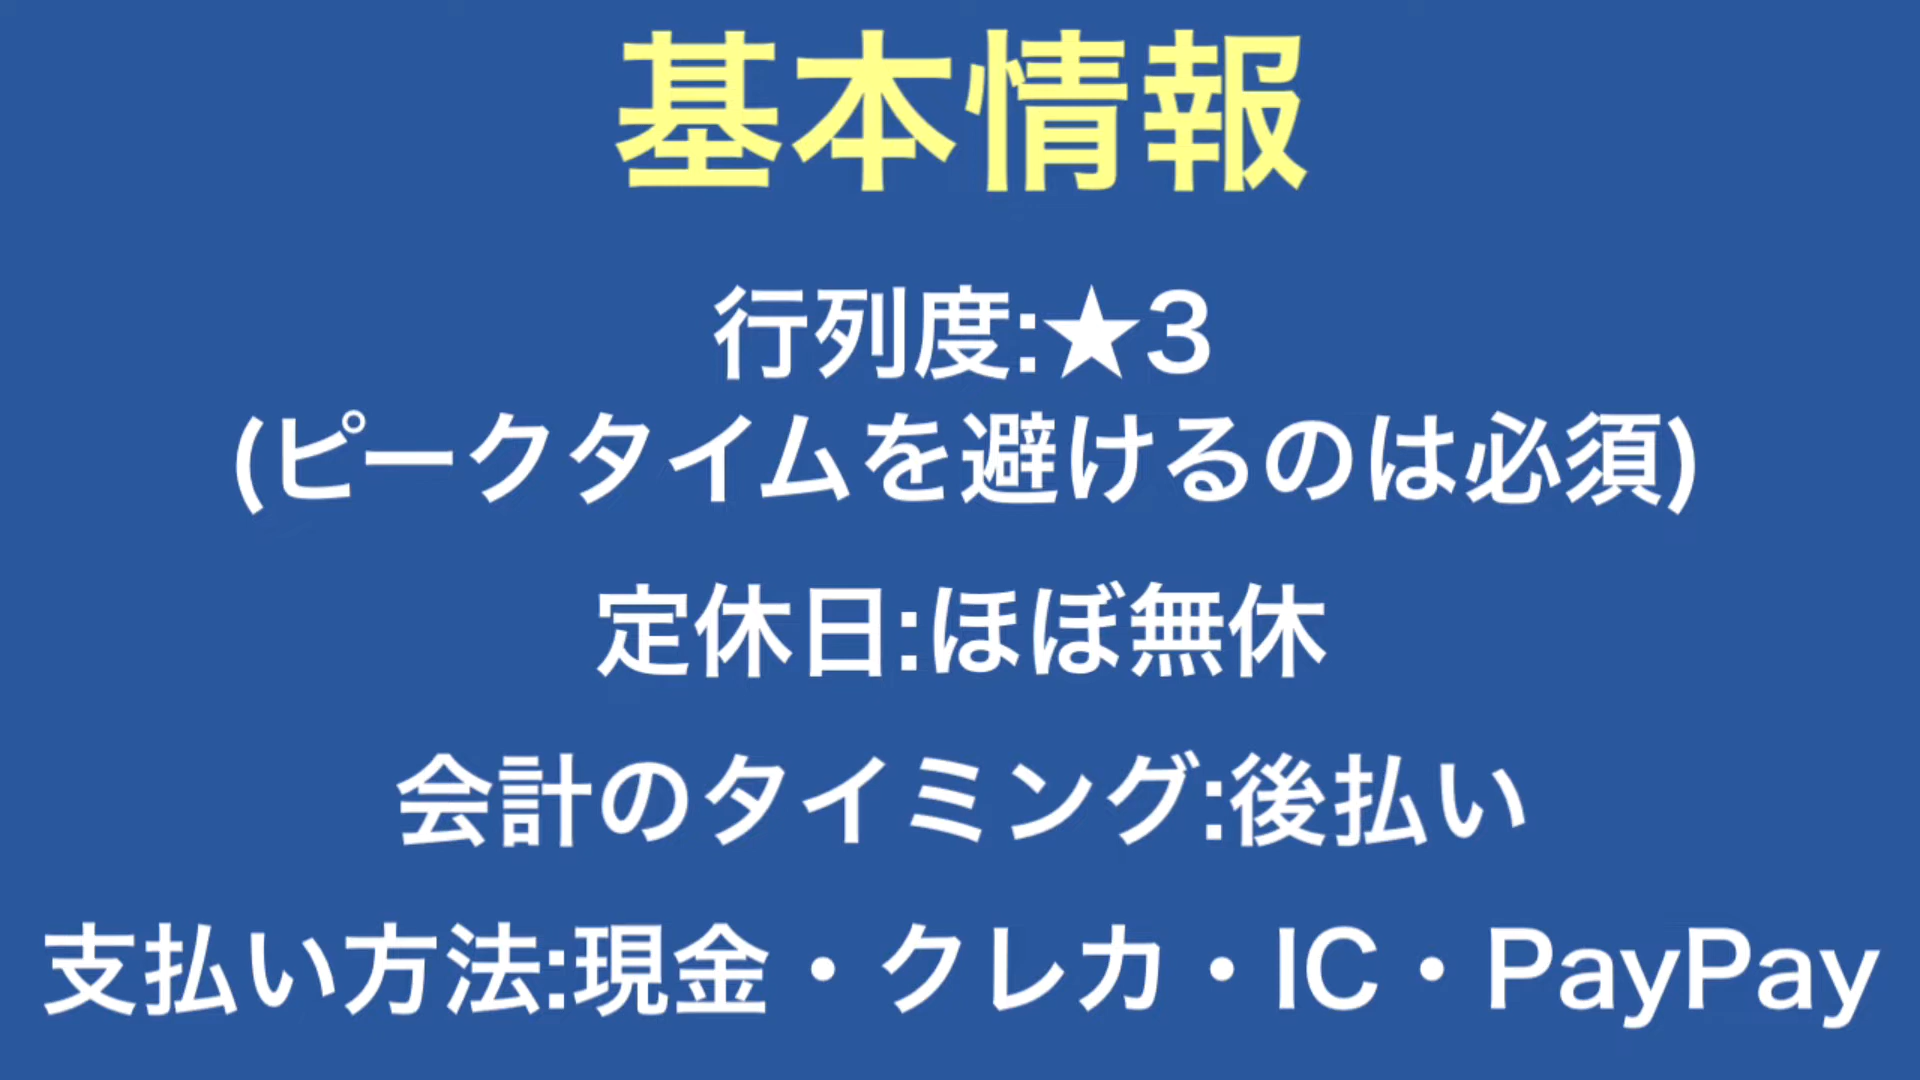 基本情報
行列度:★3
(ピークタイムを避けるのは必須)
定休日:ほぼ無休
会計のタイミング:後払い
支払い方法:現金・クレカ・IC・PayPay